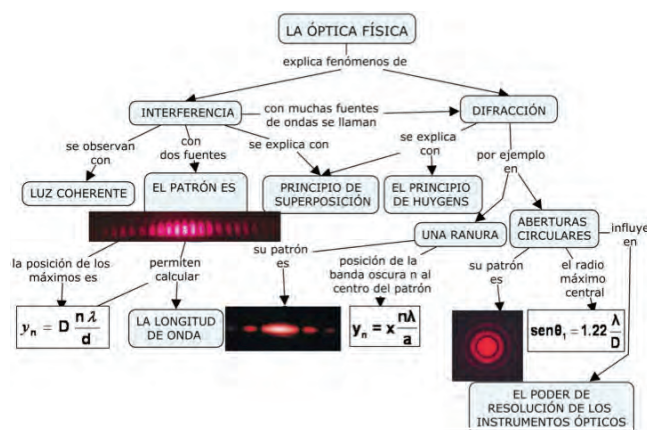 LA ÓPTICA FÍSICA
explica fenómenos de
INTERFERENCIA
con muchas fuentes
de ondas se llaman
DIFRACCIÓN
se observan
con
con
dos fuentes
se explica con
se explica
con
por ejemplo
en
LUZ COHERENTE
EL PATRÓN ES
PRINCIPIO DE
SUPERPOSICIÓN
EL PRINCIPIO
DE HUYGENS
UNA RANURA
ABERTURAS
CIRCULARES
influye
en
la posición de los
máximos es
permiten
calcular
su patrón
es
posición de la
banda oscura n al
centro del patrón
su patrón
es
el radio
máximo
central
yₙ = D nλ/d
LA LONGITUD
DE ONDA
yₙ = x nλ/a
senθ₁ = 1.22 λ/D
EL PODER DE
RESOLUCIÓN DE LOS
INSTRUMENTOS ÓPTICOS